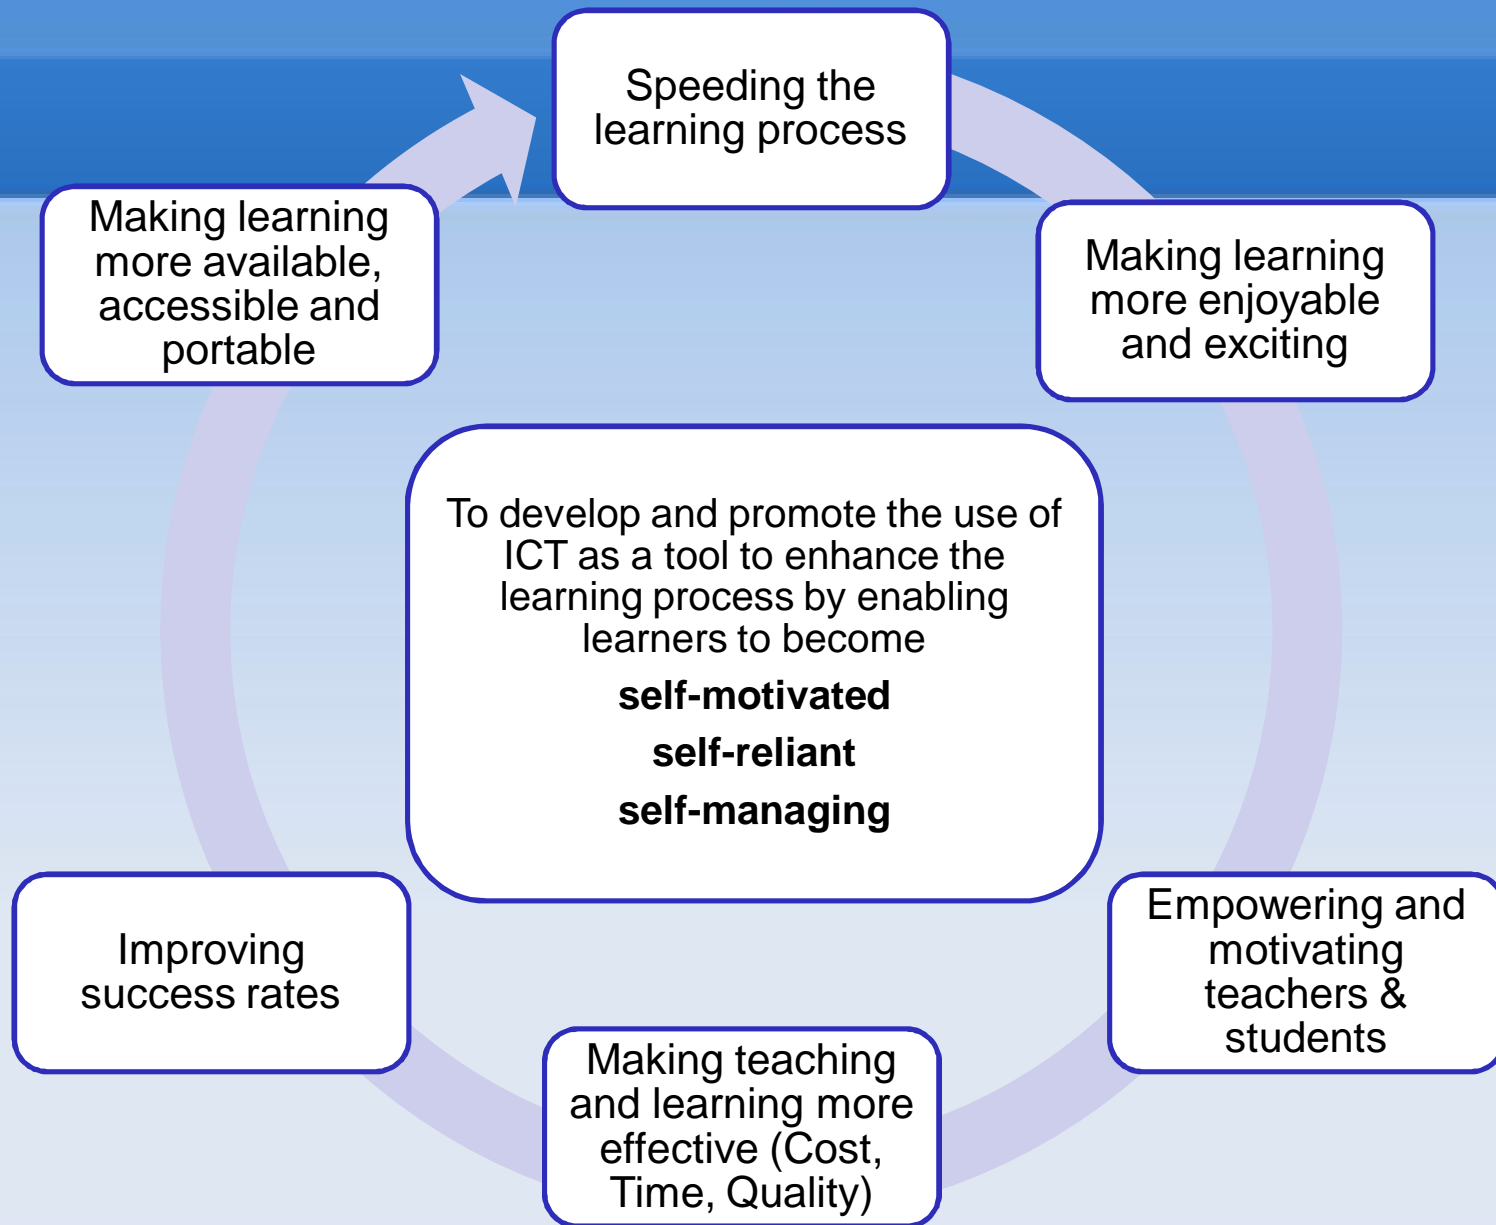 Speeding the
learning process
Making learning
more enjoyable
and exciting
Empowering and
motivating
teachers &
students
Making teaching
and learning more
effective (Cost,
Time, Quality)
Improving
success rates
Making learning
more available,
accessible and
portable
To develop and promote the use of
ICT as a tool to enhance the
learning process by enabling
learners to become
self-motivated
self-reliant
self-managing